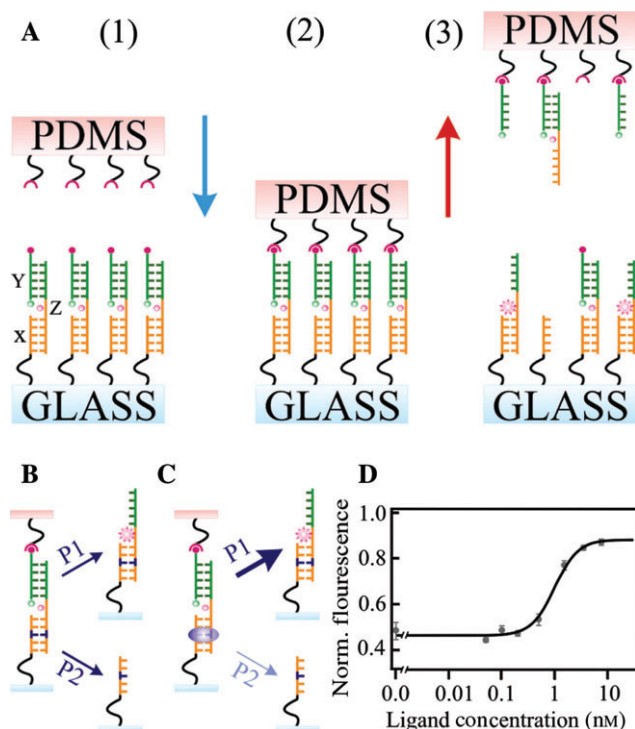 A (1) (2) (3)
PDMS
PDMS
PDMS
Y
Z
X
GLASS
GLASS
B
C
D
P1
P2
P1
P2
Norm. flourescence
1.0
0.8
0.6
0.4
0.0 0.01 0.1 1 10
Ligand concentration (nM)